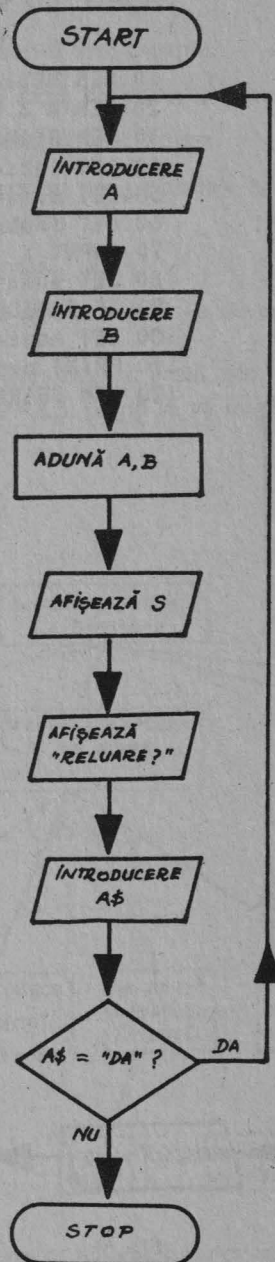 START
INTRODUCERE
A
INTRODUCERE
B
ADUNĂ A,B
AFIŞEAZĂ S
AFIŞEAZĂ
"RELUARE?"
INTRODUCERE
A$
A$ = "DA" ?
DA
NU
STOP